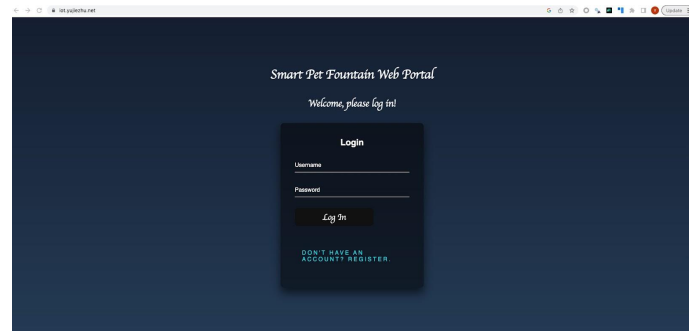 iot.yujiezhu.net
Update
Smart Pet Fountain Web Portal
Welcome, please log in!
Login
Username
Password
Log In
DON'T HAVE AN
ACCOUNT? REGISTER.